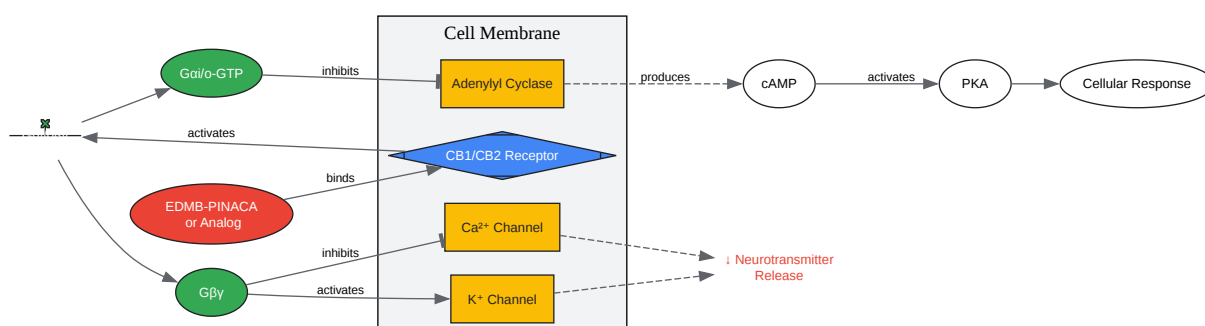 Cell Membrane
Gαi/o-GTP
inhibits
Adenylyl Cyclase
produces
cAMP
activates
PKA
Cellular Response
activates
CB1/CB2 Receptor
binds
EDMB-PINACA
or Analog
Ca²⁺ Channel
inhibits
↓ Neurotransmitter
Release
Gβγ
activates
K⁺ Channel